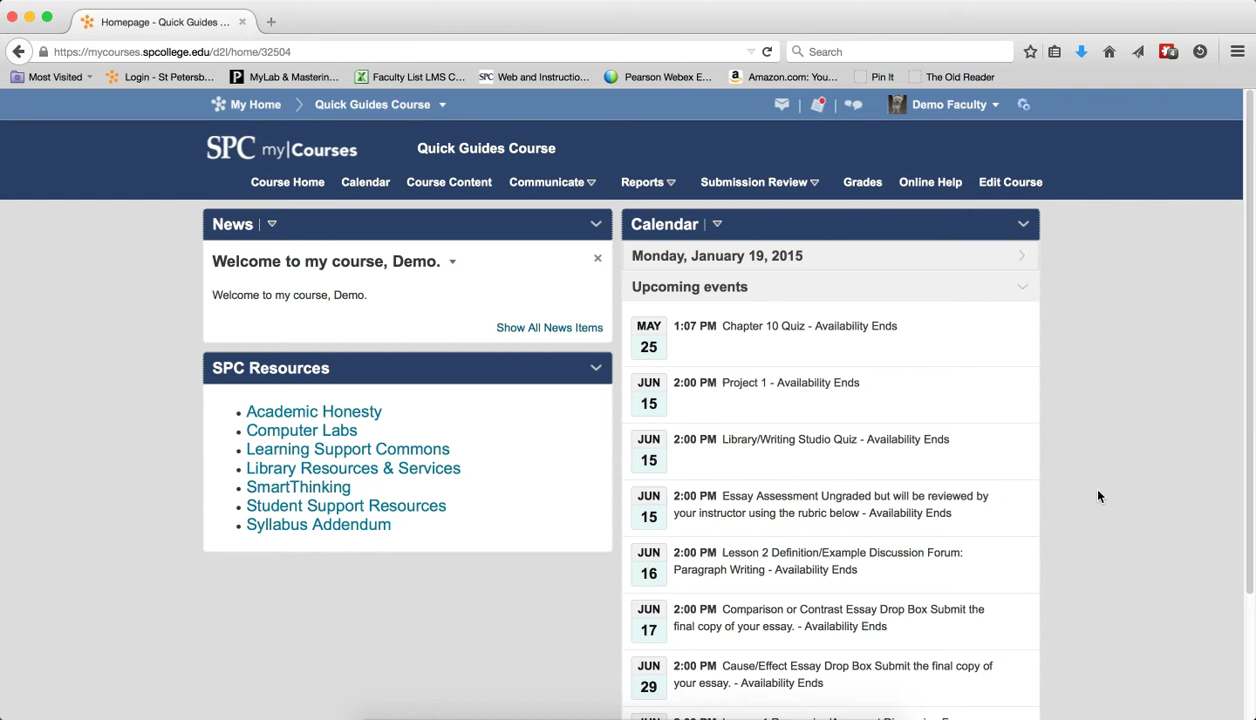 Homepage - Quick Guides ...
https://mycourses.spcollege.edu/d2l/home/32504
Search
Most Visited
Login - St Petersb...
P MyLab & Masterin...
Faculty List LMS C...
SPC Web and Instructio...
Pearson Webex E...
a Amazon.com: You...
Pin It
The Old Reader
My Home
Quick Guides Course
Demo Faculty
SPC my|Courses
Quick Guides Course
Course Home
Calendar
Course Content
Communicate
Reports
Submission Review
Grades
Online Help
Edit Course
News
Welcome to my course, Demo.
Welcome to my course, Demo.
Show All News Items
SPC Resources
Academic Honesty
Computer Labs
Learning Support Commons
Library Resources & Services
SmartThinking
Student Support Resources
Syllabus Addendum
Calendar
Monday, January 19, 2015
Upcoming events
MAY
25
1:07 PM Chapter 10 Quiz - Availability Ends
JUN
15
2:00 PM Project 1 - Availability Ends
JUN
15
2:00 PM Library/Writing Studio Quiz - Availability Ends
JUN
15
2:00 PM Essay Assessment Ungraded but will be reviewed by
your instructor using the rubric below - Availability Ends
JUN
16
2:00 PM Lesson 2 Definition/Example Discussion Forum:
Paragraph Writing - Availability Ends
JUN
17
2:00 PM Comparison or Contrast Essay Drop Box Submit the
final copy of your essay. - Availability Ends
JUN
29
2:00 PM Cause/Effect Essay Drop Box Submit the final copy of
your essay. - Availability Ends